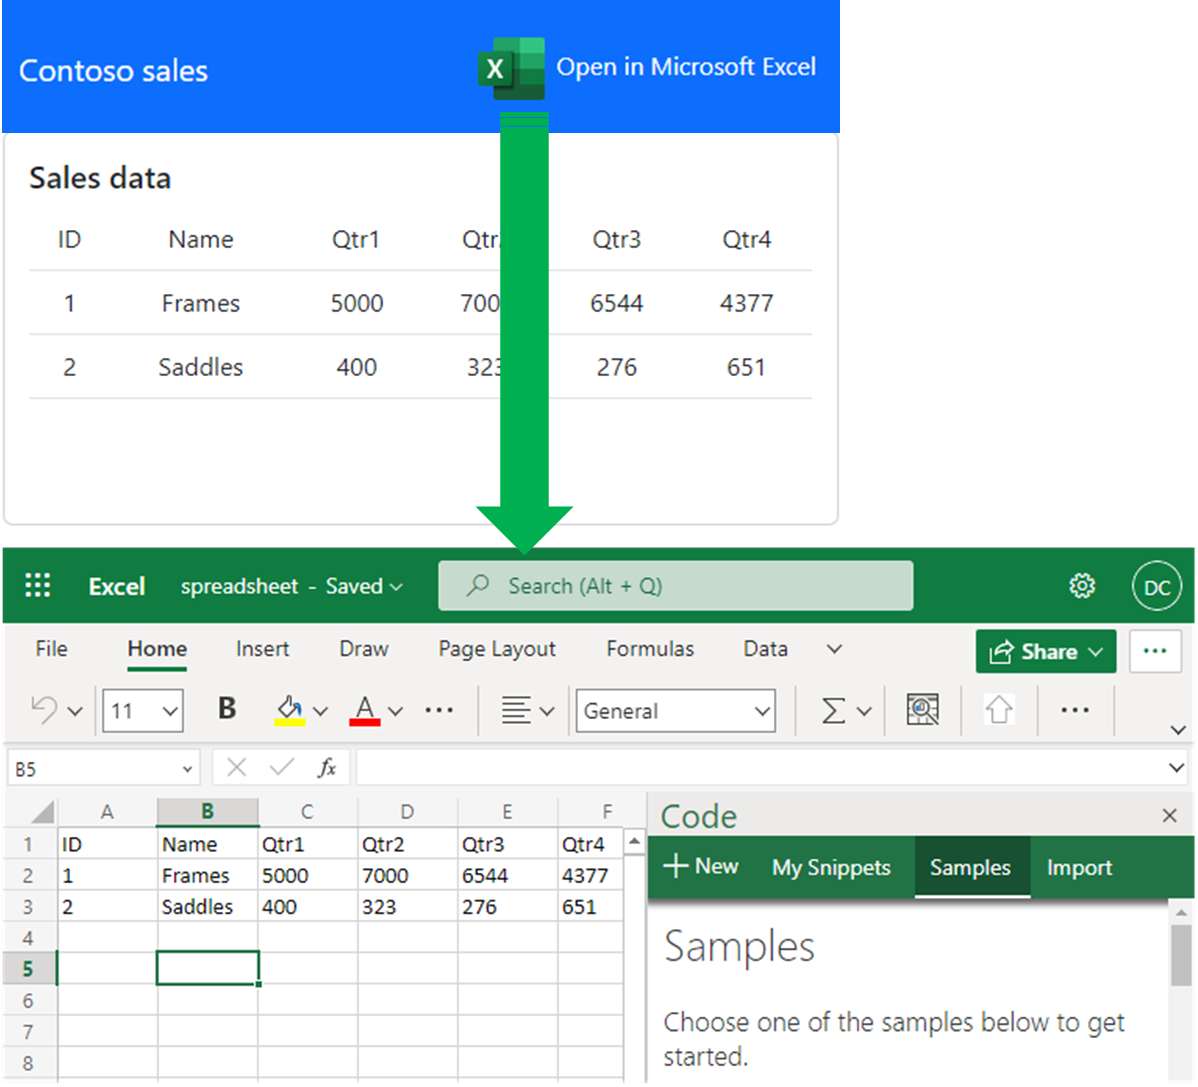 Contoso sales
X Open in Microsoft Excel
Sales data
ID Name Qtr1 Qtr3 Qtr4
1 Frames 5000 6544 4377
2 Saddles 400 323 276 651
Excel spreadsheet - Saved Search (Alt + Q) DC
File Home Insert Draw Page Layout Formulas Data Share ...
11 B A ... General Σ ...
B5 fx
A B C D E F
1 ID Name Qtr1 Qtr2 Qtr3 Qtr4
2 1 Frames 5000 7000 6544 4377
3 2 Saddles 400 323 276 651
4
5
6
7
8
Code
+ New My Snippets Samples Import
Samples
Choose one of the samples below to get
started.